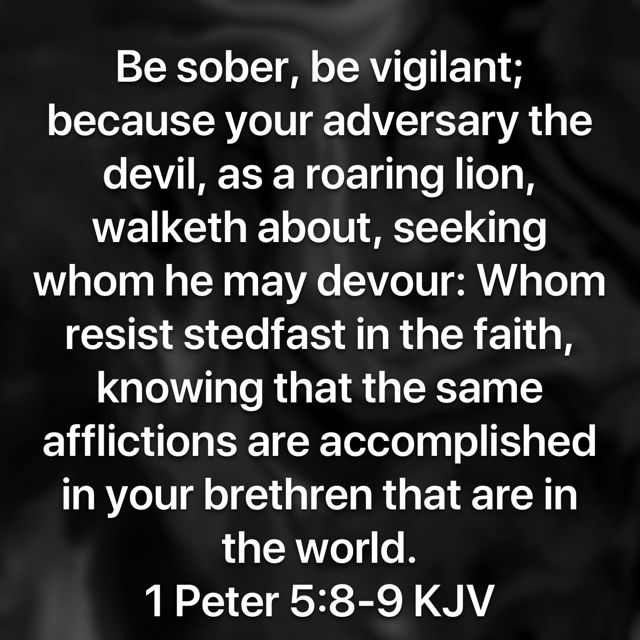 Be sober, be vigilant;
because your adversary the
devil, as a roaring lion,
walketh about, seeking
whom he may devour: Whom
resist stedfast in the faith,
knowing that the same
afflictions are accomplished
in your brethren that are in
the world.
1 Peter 5:8-9 KJV